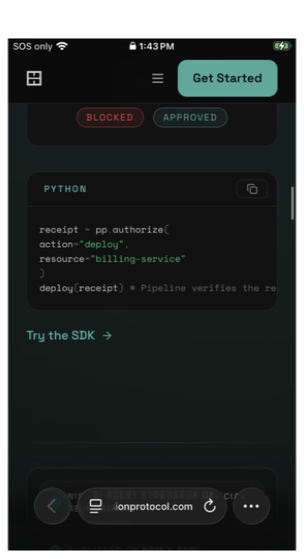 SOS only
1:43 PM
Get Started
BLOCKED APPROVED
PYTHON
receipt = pp.authorize(
action="deploy",
resource="billing-service"
)
deploy(receipt) # Pipeline verifies the re
Try the SDK →
ionprotocol.com